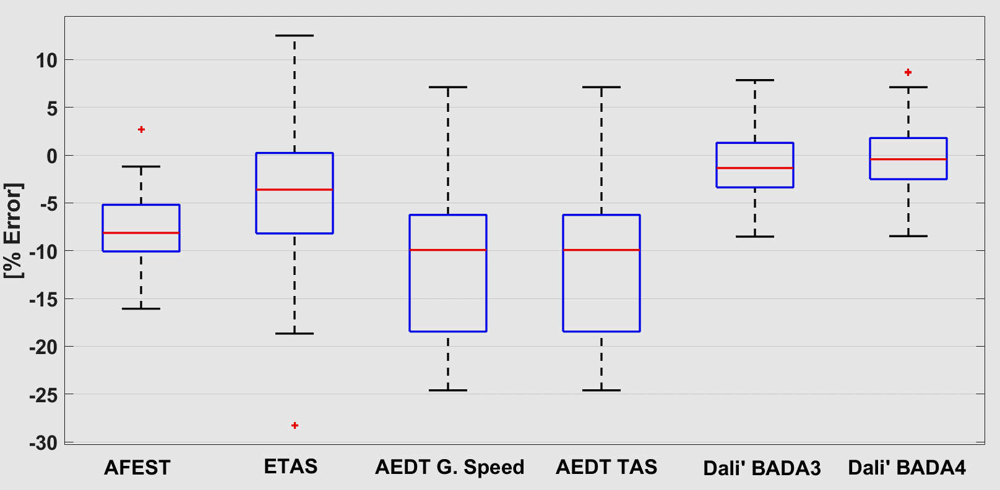 [% Error]
10
5
0
-5
-10
-15
-20
-25
-30
AFEST
ETAS
AEDT G. Speed
AEDT TAS
Dali' BADA3
Dali' BADA4